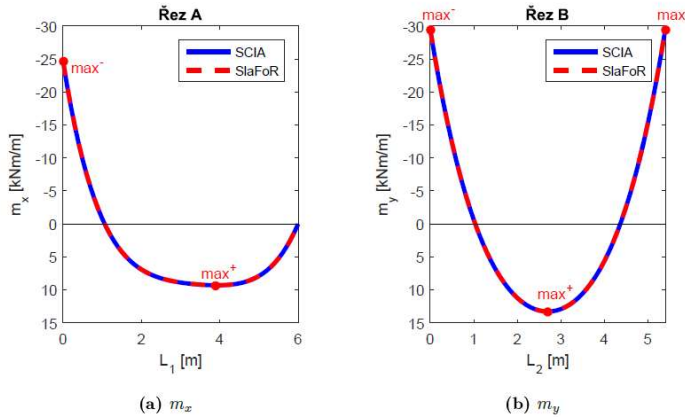 Řez A
-30
-25
-20
-15
-10
-5
0
5
10
15
m_x [kNm/m]
max⁻
max⁺
SCIA
SlaFoR
0 2 4 6
L_1 [m]
(a) m_x
Řez B
-30
-25
-20
-15
-10
-5
0
5
10
15
m_y [kNm/m]
max⁻
max
max⁺
SCIA
SlaFoR
0 1 2 3 4 5
L_2 [m]
(b) m_y